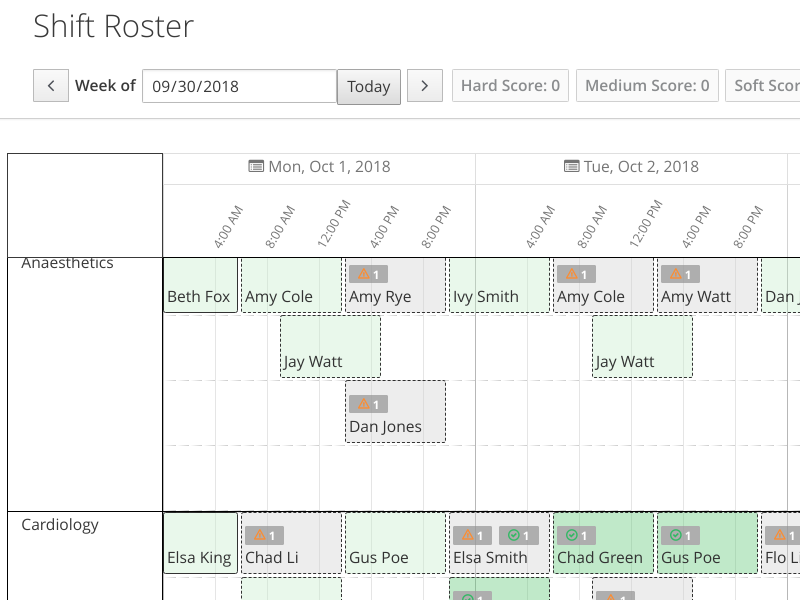 Shift Roster
Week of 09/30/2018 Today Hard Score: 0 Medium Score: 0 Soft Scor
Mon, Oct 1, 2018 Tue, Oct 2, 2018
4:00 AM 8:00 AM 12:00 PM 4:00 PM 8:00 PM 4:00 AM 8:00 AM 12:00 PM 4:00 PM 8:00 PM
Anaesthetics
1 1 1
Beth Fox Amy Cole Amy Rye Ivy Smith Amy Cole Amy Watt Dan
Jay Watt Jay Watt
1
Dan Jones
Cardiology
1 1 1 1 1 1
Elsa King Chad Li Gus Poe Elsa Smith Chad Green Gus Poe Flo Li
1 1